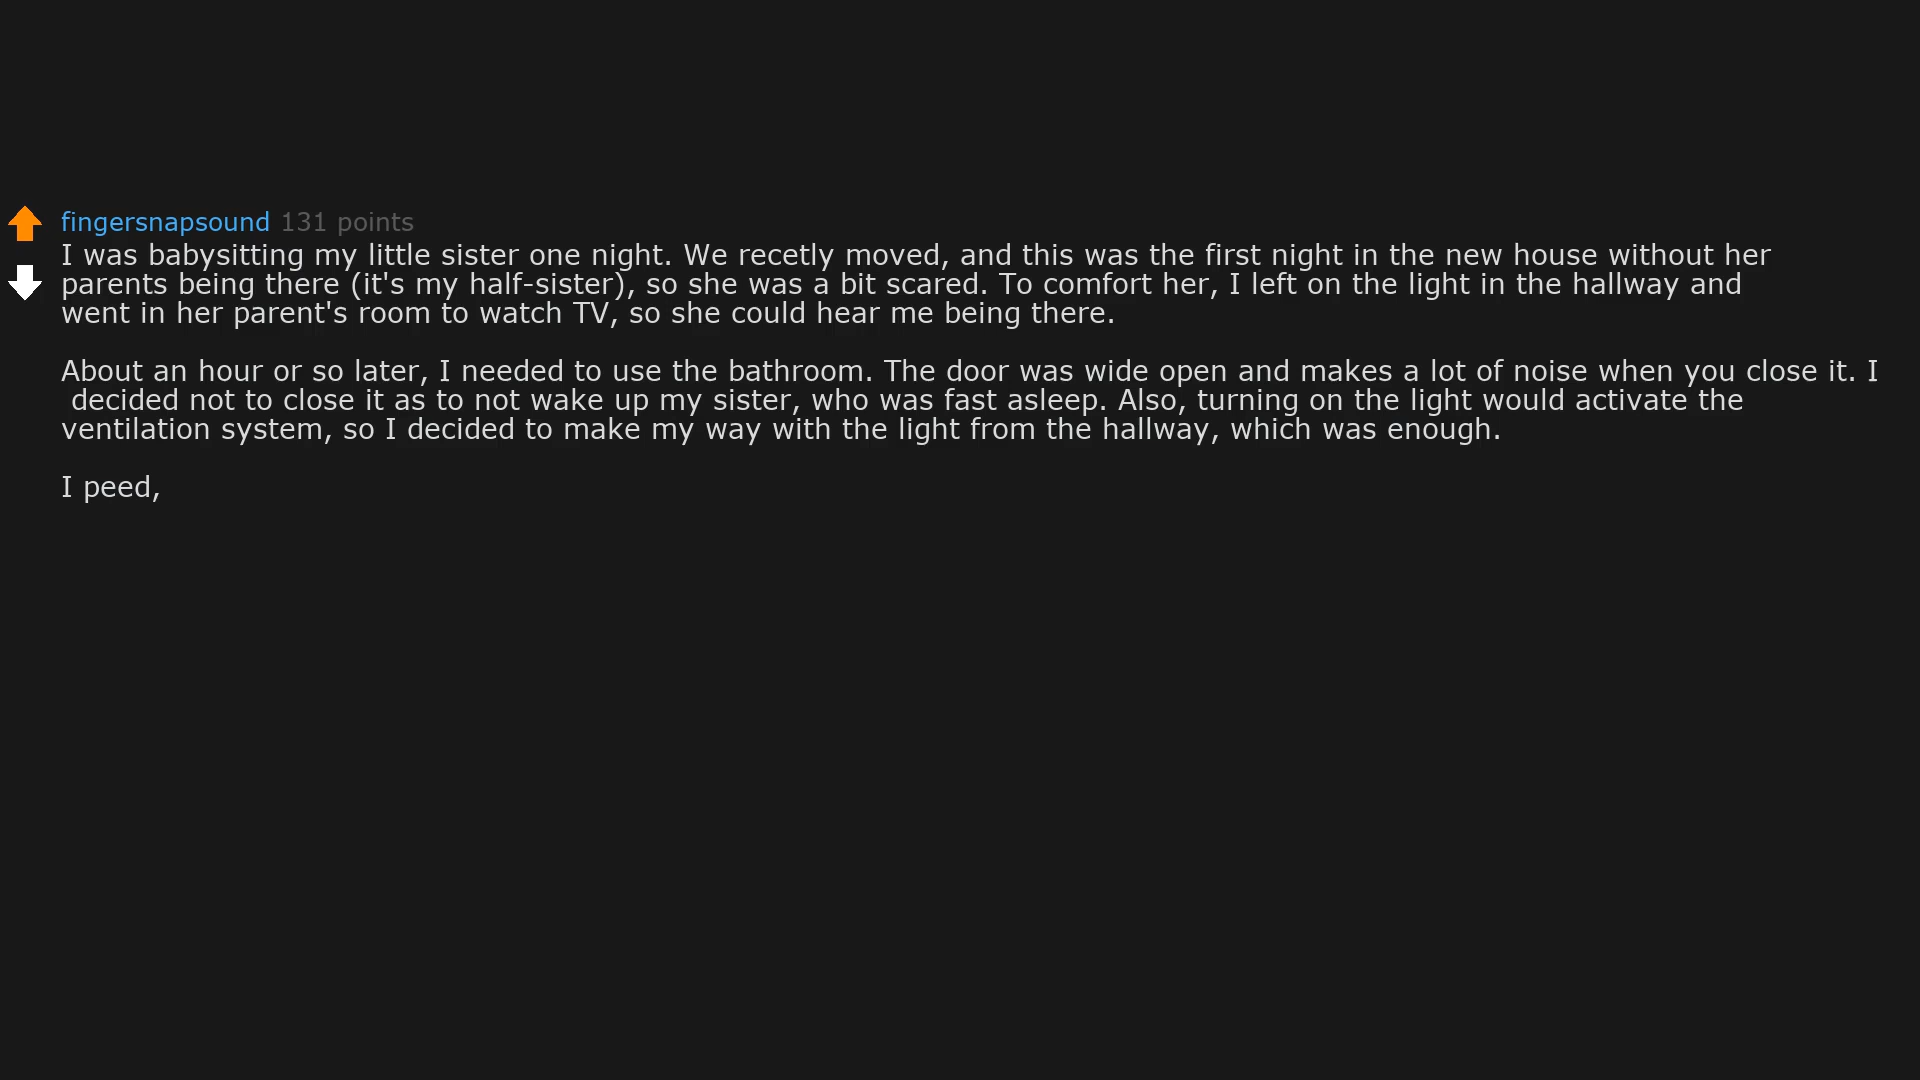 fingersnapsound 131 points
I was babysitting my little sister one night. We recetly moved, and this was the first night in the new house without her
parents being there (it's my half-sister), so she was a bit scared. To comfort her, I left on the light in the hallway and
went in her parent's room to watch TV, so she could hear me being there.
About an hour or so later, I needed to use the bathroom. The door was wide open and makes a lot of noise when you close it. I
decided not to close it as to not wake up my sister, who was fast asleep. Also, turning on the light would activate the
ventilation system, so I decided to make my way with the light from the hallway, which was enough.
I peed,